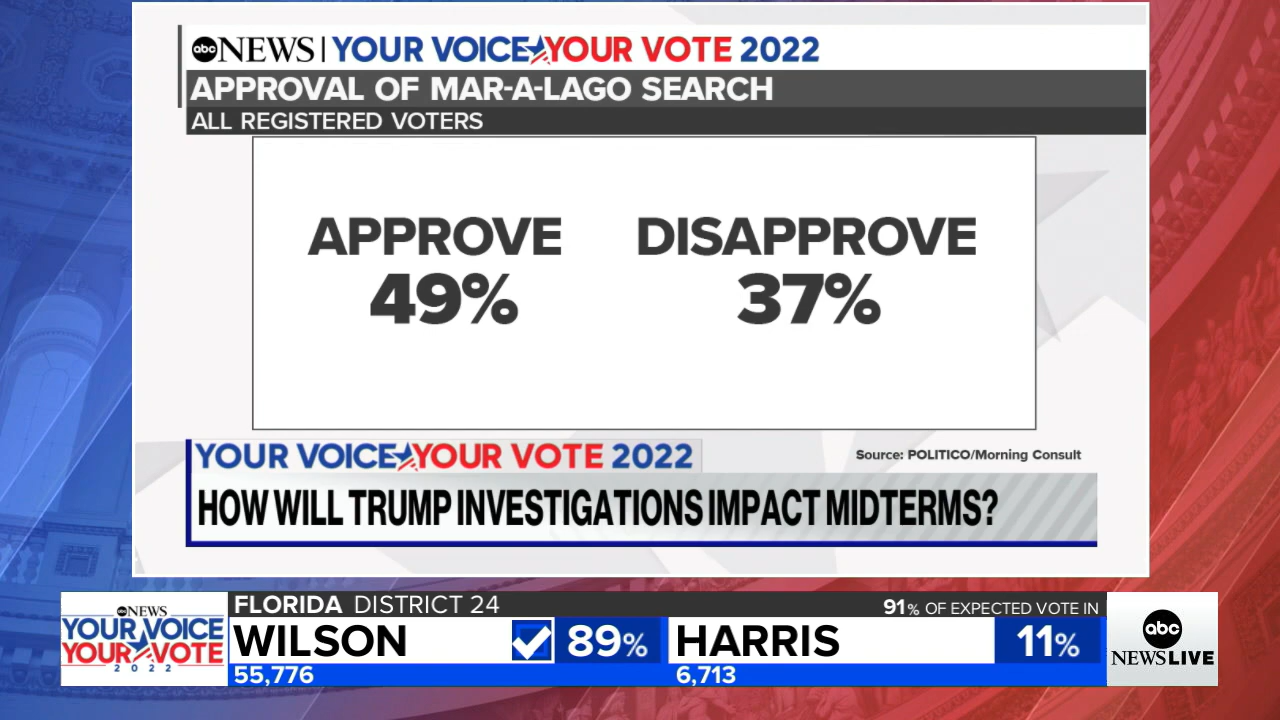 abc NEWS | YOUR VOICE YOUR VOTE 2022
APPROVAL OF MAR-A-LAGO SEARCH
ALL REGISTERED VOTERS
APPROVE DISAPPROVE
49% 37%
YOUR VOICE YOUR VOTE 2022
Source: POLITICO/Morning Consult
HOW WILL TRUMP INVESTIGATIONS IMPACT MIDTERMS?
abc NEWS
YOUR VOICE
YOUR VOTE
2022
FLORIDA DISTRICT 24
91% OF EXPECTED VOTE IN
WILSON 89% HARRIS 11%
55,776 6,713
abc
NEWS LIVE